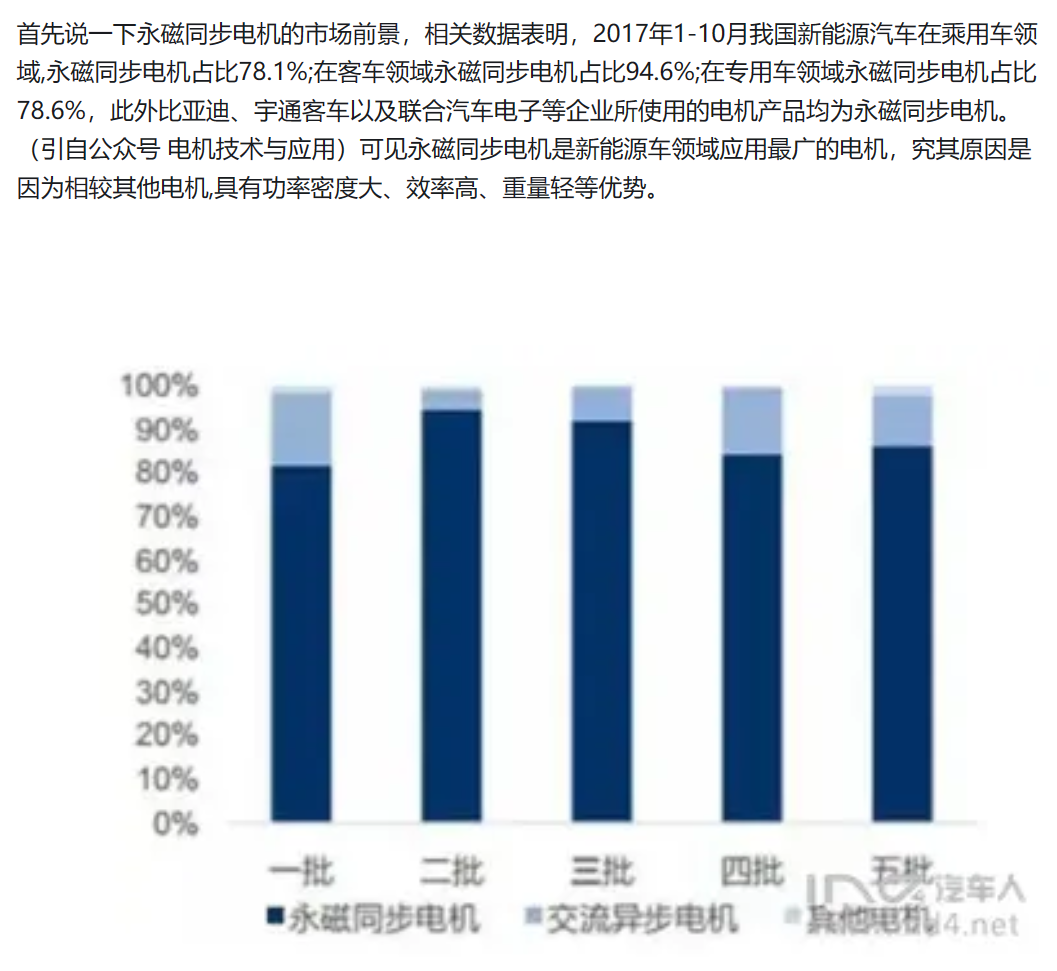 首先说一下永磁同步电机的市场前景，相关数据表明，2017年1-10月我国新能源汽车在乘用车领
域,永磁同步电机占比78.1%;在客车领域永磁同步电机占比94.6%;在专用车领域永磁同步电机占比
78.6%，此外比亚迪、宇通客车以及联合汽车电子等企业所使用的电机产品均为永磁同步电机。
（引自公众号 电机技术与应用）可见永磁同步电机是新能源车领域应用最广的电机，究其原因是
因为相较其他电机,具有功率密度大、效率高、重量轻等优势。
100%
90%
80%
70%
60%
50%
40%
30%
20%
10%
0%
一批 二批 三批 四批 五批
汽车人
永磁同步电机 交流异步电机 其他电机
d4.net